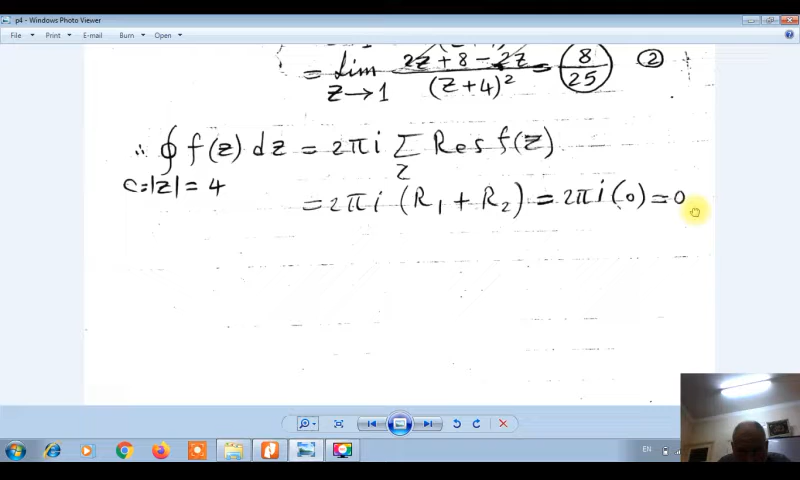 p4 - Windows Photo Viewer
File Print E-mail Burn Open
= Lim 2z + 8 - 2z / (z+4)² = 8/25 ②
z→1
∴ ∮ f(z) dz = 2πi Σ Res f(z)
c=|z| = 4 z
= 2πi (R₁ + R₂) = 2πi (0) = 0
EN